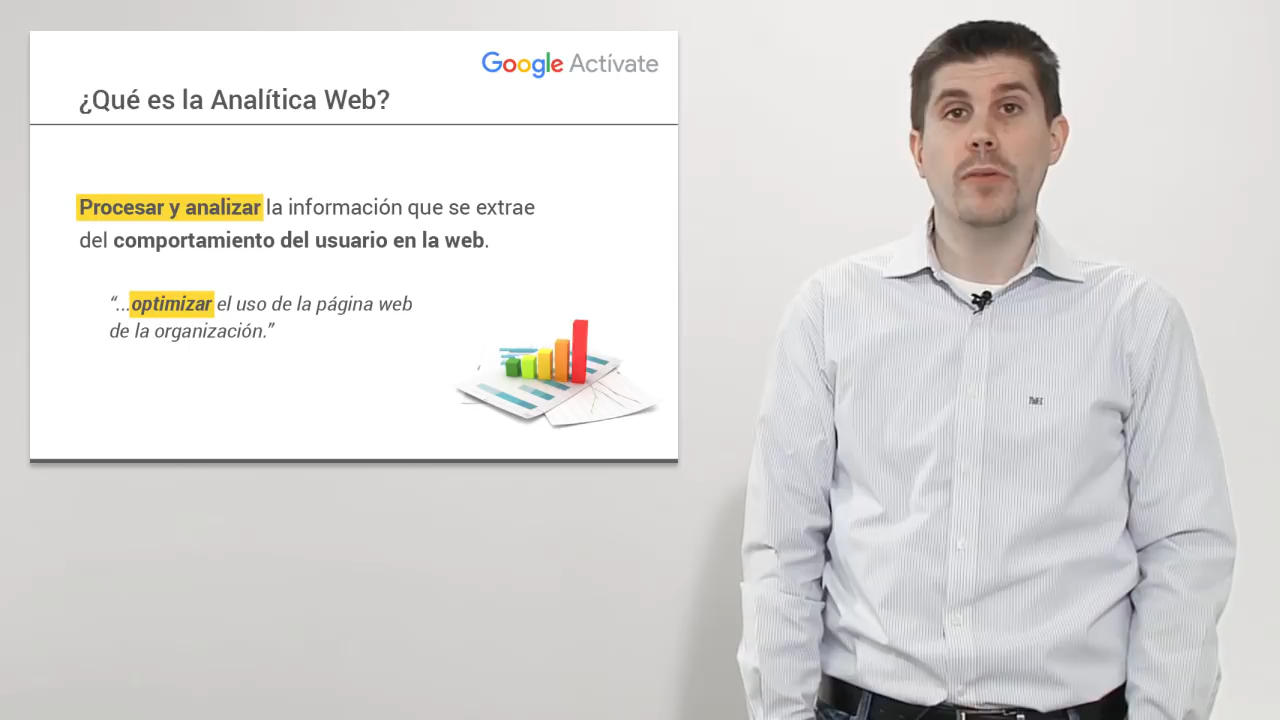 Google Actívate
¿Qué es la Analítica Web?
Procesar y analizar la información que se extrae
del comportamiento del usuario en la web.
“...optimizar el uso de la página web
de la organización.”